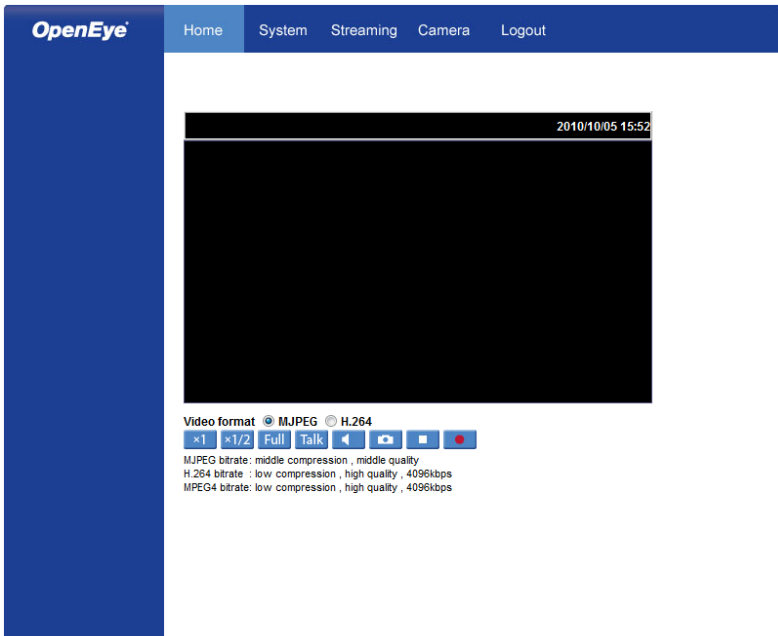 OpenEye
Home System Streaming Camera Logout
2010/10/05 15:52
Video format MJPEG H.264
×1 ×1/2 Full Talk
MJPEG bitrate: middle compression , middle quality
H.264 bitrate : low compression , high quality , 4096kbps
MPEG4 bitrate: low compression , high quality , 4096kbps